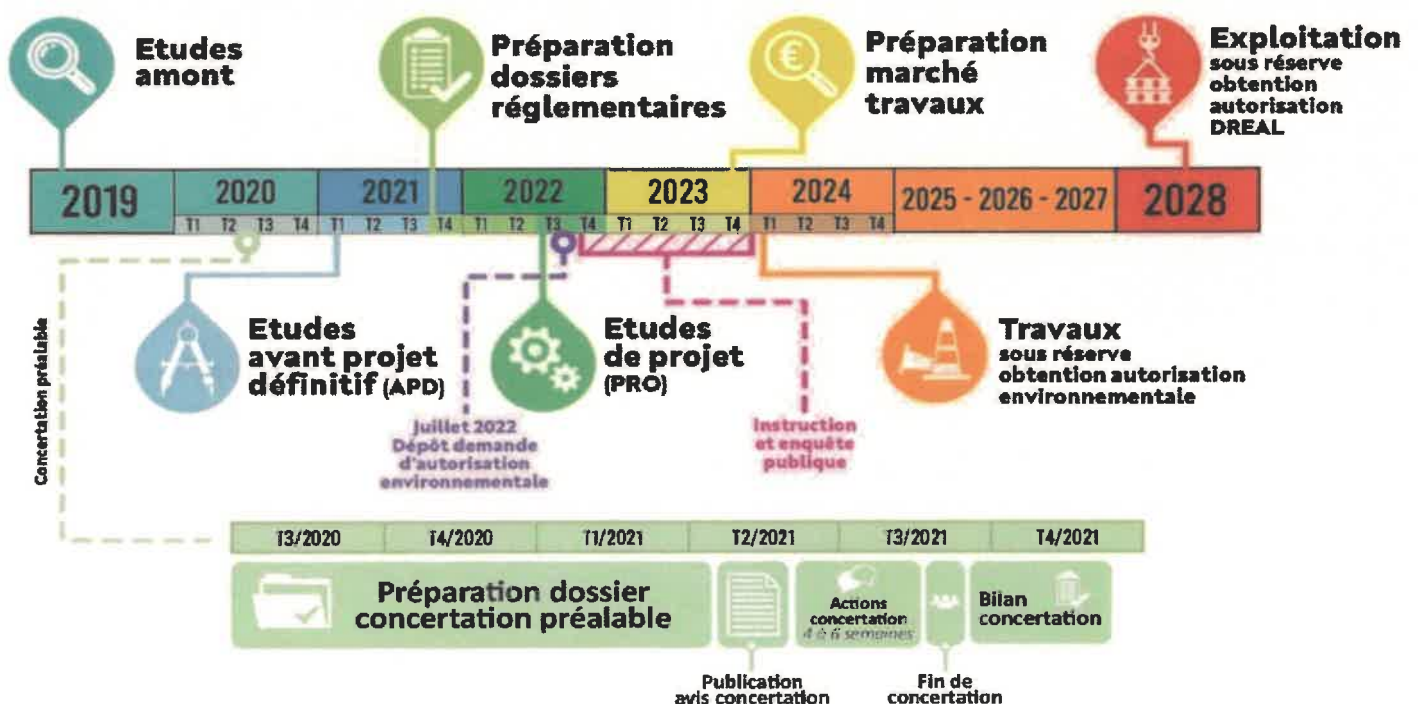 Etudes
amont
Préparation
dossiers
réglementaires
Préparation
marché
travaux
Exploitation
sous réserve
obtention
autorisation
DREAL
2019
2020
2021
2022
2023
2024
2025 - 2026 - 2027
2028
T1 T2 T3 T4 T1 T2 T3 T4 T1 T2 T3 T4 T1 T2 T3 T4 T1 T2 T3 T4
Concertation préalable
Etudes
avant projet
définitif (APD)
Juillet 2022
Dépôt demande
d'autorisation
environnementale
Etudes
de projet
(PRO)
Instruction
et enquête
publique
Travaux
sous réserve
obtention autorisation
environnementale
T3/2020 T4/2020 T1/2021 T2/2021 T3/2021 T4/2021
Préparation dossier
concertation préalable
Actions
concertation
4 à 6 semaines
Bilan
concertation
Publication
avis concertation
Fin de
concertation